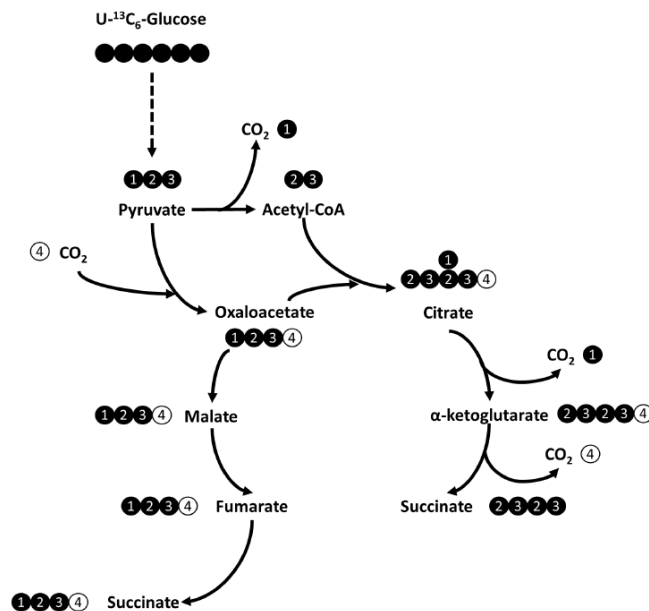 U-¹³C₆-Glucose
CO₂ 1
1 2 3
2 3
Pyruvate
Acetyl-CoA
4 CO₂
1
2 3 2 3 4
Oxaloacetate
Citrate
1 2 3 4
CO₂ 1
1 2 3 4 Malate
α-ketoglutarate 2 3 2 3 4
CO₂ 4
1 2 3 4 Fumarate
Succinate 2 3 2 3
1 2 3 4 Succinate